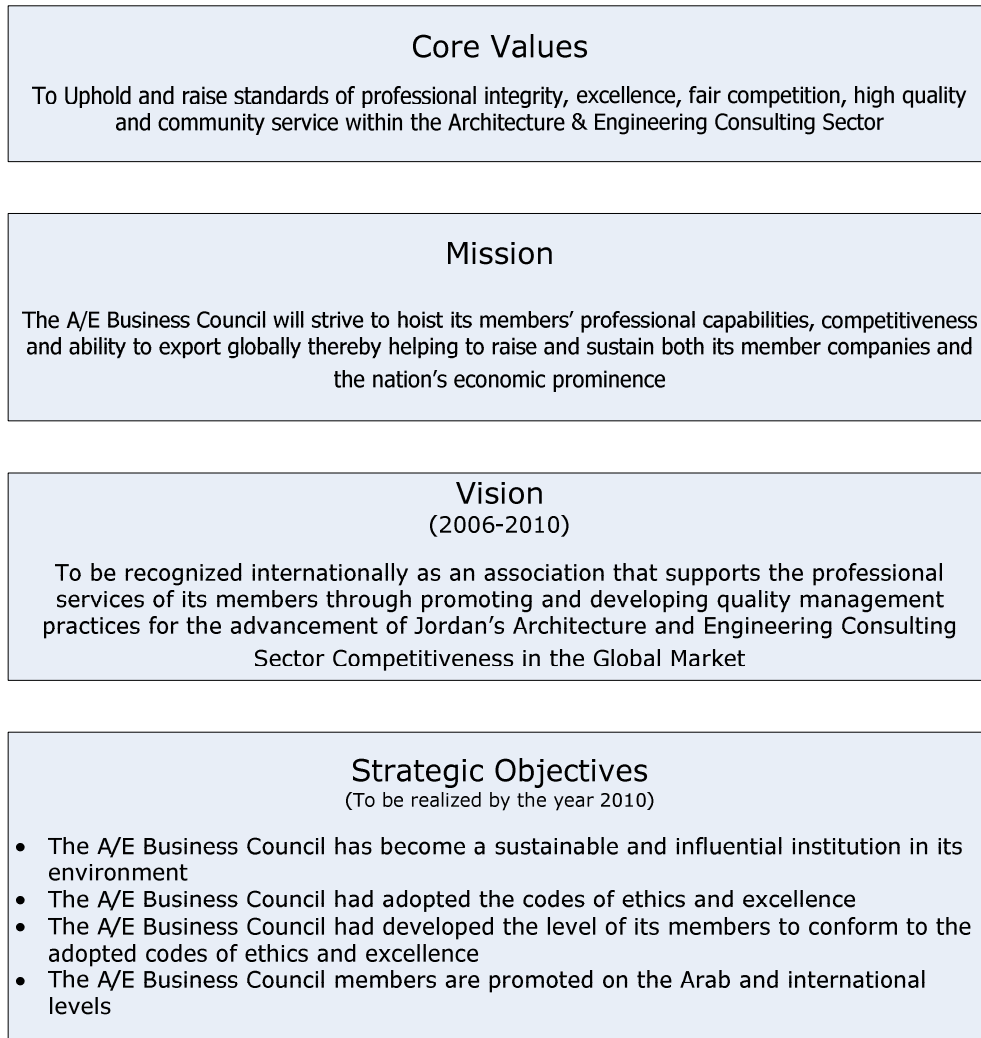 Core Values
To Uphold and raise standards of professional integrity, excellence, fair competition, high quality
and community service within the Architecture & Engineering Consulting Sector
Mission
The A/E Business Council will strive to hoist its members’ professional capabilities, competitiveness
and ability to export globally thereby helping to raise and sustain both its member companies and
the nation’s economic prominence
Vision
(2006-2010)
To be recognized internationally as an association that supports the professional
services of its members through promoting and developing quality management
practices for the advancement of Jordan’s Architecture and Engineering Consulting
Sector Competitiveness in the Global Market
Strategic Objectives
(To be realized by the year 2010)
• The A/E Business Council has become a sustainable and influential institution in its
environment
• The A/E Business Council had adopted the codes of ethics and excellence
• The A/E Business Council had developed the level of its members to conform to the
adopted codes of ethics and excellence
• The A/E Business Council members are promoted on the Arab and international
levels